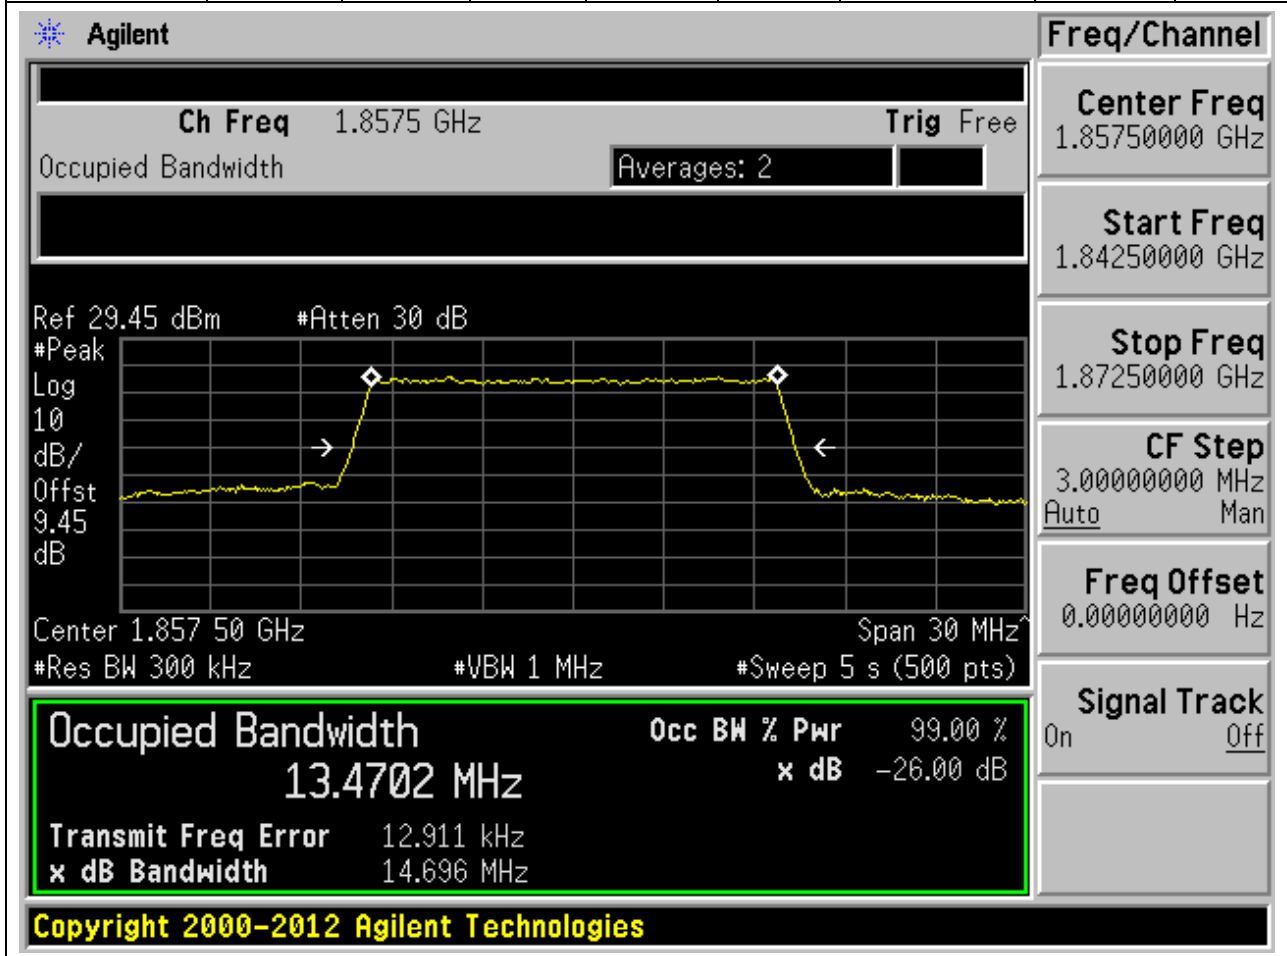 Agilent
Freq/Channel
Ch Freq 1.8575 GHz Trig Free
Occupied Bandwidth Averages: 2
Center Freq
1.85750000 GHz
Start Freq
1.84250000 GHz
Stop Freq
1.87250000 GHz
CF Step
3.00000000 MHz
Auto Man
Freq Offset
0.00000000 Hz
Signal Track
On Off
Ref 29.45 dBm #Atten 30 dB
#Peak
Log
10
dB/
Offst
9.45
dB
Center 1.857 50 GHz Span 30 MHz^
#Res BW 300 kHz #VBW 1 MHz #Sweep 5 s (500 pts)
Occupied Bandwidth
13.4702 MHz
Occ BW % Pwr 99.00 %
x dB -26.00 dB
Transmit Freq Error 12.911 kHz
x dB Bandwidth 14.696 MHz
Copyright 2000-2012 Agilent Technologies